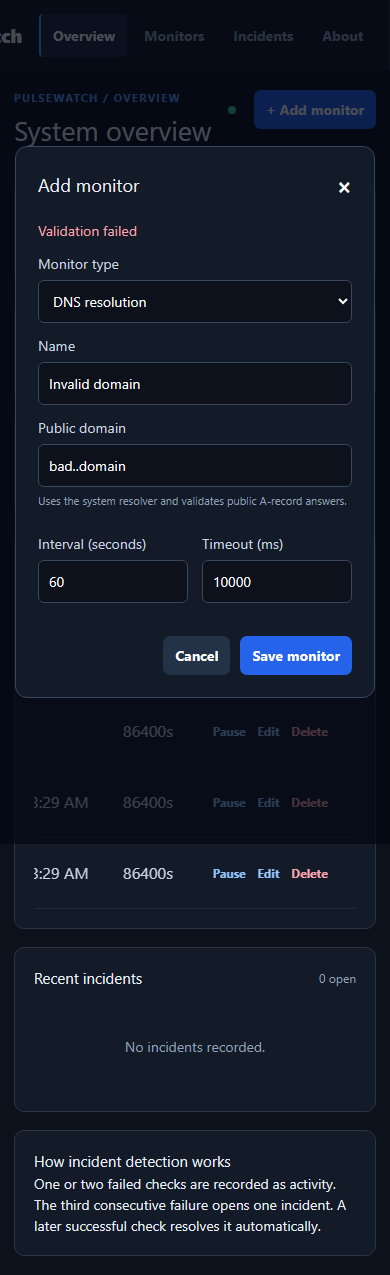 Overview Monitors Incidents About
PULSEWATCH / OVERVIEW
System overview
+ Add monitor
Add monitor ×
Validation failed
Monitor type
DNS resolution
Name
Invalid domain
Public domain
bad..domain
Uses the system resolver and validates public A-record answers.
Interval (seconds) Timeout (ms)
60 10000
Cancel Save monitor
86400s Pause Edit Delete
:29 AM 86400s Pause Edit Delete
:29 AM 86400s Pause Edit Delete
Recent incidents 0 open
No incidents recorded.
How incident detection works
One or two failed checks are recorded as activity.
The third consecutive failure opens one incident. A
later successful check resolves it automatically.